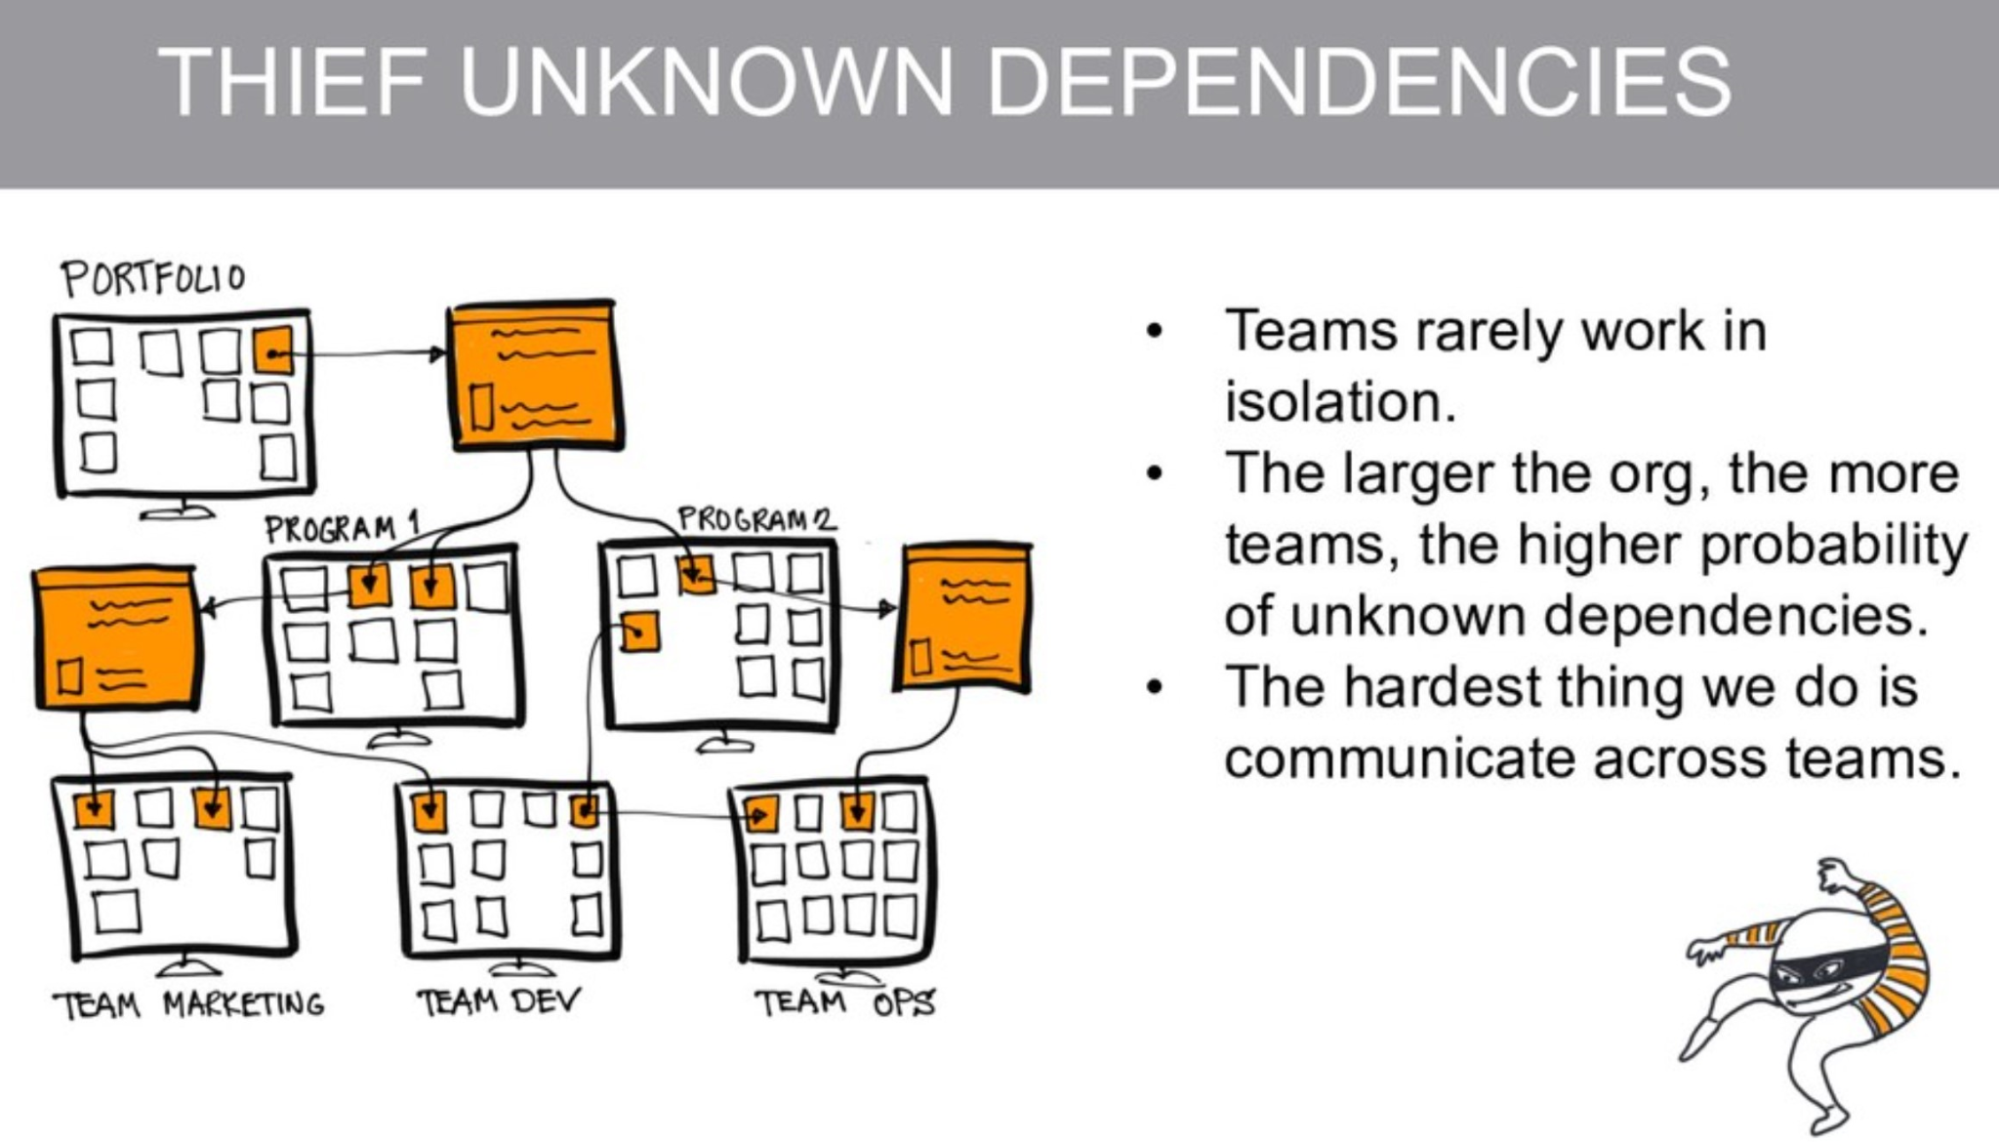 THIEF UNKNOWN DEPENDENCIES
PORTFOLIO
PROGRAM 1
PROGRAM 2
TEAM MARKETING
TEAM DEV
TEAM OPS
• Teams rarely work in
isolation.
• The larger the org, the more
teams, the higher probability
of unknown dependencies.
• The hardest thing we do is
communicate across teams.